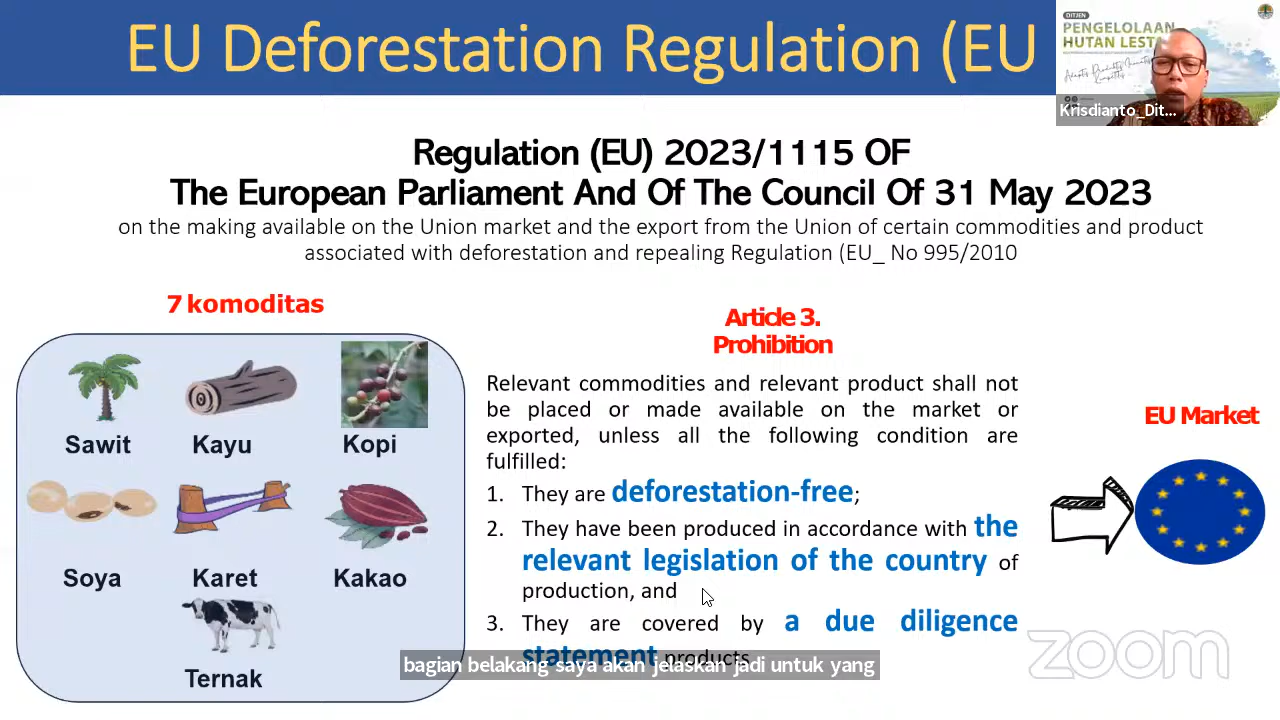 EU Deforestation Regulation (EU
DITJEN
PENGELOLAAN
HUTAN LESTA
Krisdianto_Dit...
Regulation (EU) 2023/1115 OF
The European Parliament And Of The Council Of 31 May 2023
on the making available on the Union market and the export from the Union of certain commodities and product
associated with deforestation and repealing Regulation (EU_ No 995/2010
7 komoditas
Sawit
Kayu
Kopi
Soya
Karet
Kakao
Ternak
Article 3.
Prohibition
Relevant commodities and relevant product shall not
be placed or made available on the market or
exported, unless all the following condition are
fulfilled:
1. They are deforestation-free;
2. They have been produced in accordance with the
relevant legislation of the country of
production, and
3. They are covered by a due diligence
statement products
EU Market
bagian belakang saya akan jelaskan jadi untuk yang
zoom